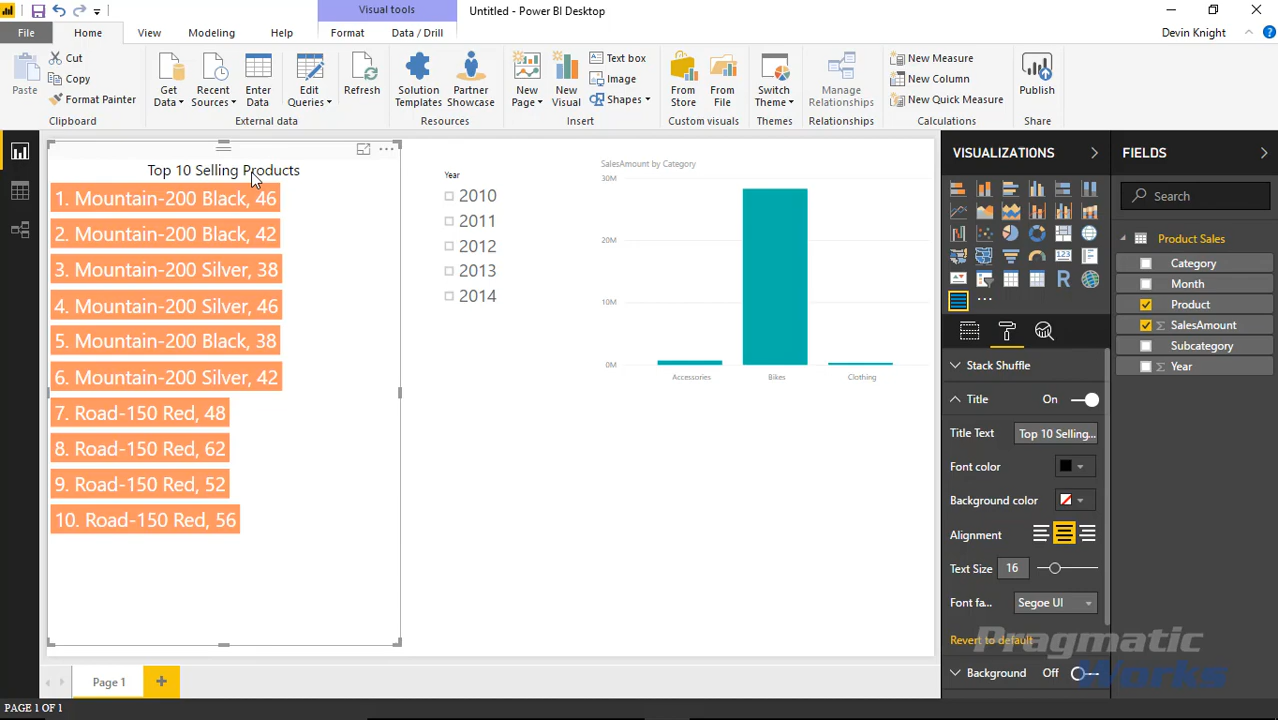 Visual tools
Untitled - Power BI Desktop
File
Home
View
Modeling
Help
Format
Data / Drill
Devin Knight
Paste
Cut
Copy
Format Painter
Clipboard
Get Data
Recent Sources
Enter Data
Edit Queries
Refresh
External data
Solution Templates
Partner Showcase
Resources
New Page
New Visual
Text box
Image
Shapes
Insert
From Store
From File
Custom visuals
Switch Theme
Themes
Manage Relationships
Relationships
New Measure
New Column
New Quick Measure
Calculations
Publish
Share
Top 10 Selling Products
1. Mountain-200 Black, 46
2. Mountain-200 Black, 42
3. Mountain-200 Silver, 38
4. Mountain-200 Silver, 46
5. Mountain-200 Black, 38
6. Mountain-200 Silver, 42
7. Road-150 Red, 48
8. Road-150 Red, 62
9. Road-150 Red, 52
10. Road-150 Red, 56
Year
2010
2011
2012
2013
2014
SalesAmount by Category
30M
20M
10M
0M
Accessories
Bikes
Clothing
VISUALIZATIONS
123
R
Stack Shuffle
Title On
Title Text Top 10 Selling...
Font color
Background color
Alignment
Text Size 16
Font fa... Segoe UI
Revert to default
Background Off
FIELDS
Search
Product Sales
Category
Month
Product
Σ SalesAmount
Subcategory
Σ Year
Pragmatic
Works
Page 1
PAGE 1 OF 1